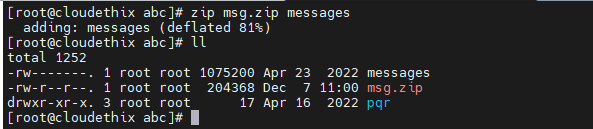 [root@cloudethix abc]# zip msg.zip messages
  adding: messages (deflated 81%)
[root@cloudethix abc]# ll
total 1252
-rw-------. 1 root root 1075200 Apr 23  2022 messages
-rw-r--r--. 1 root root  204368 Dec  7 11:00 msg.zip
drwxr-xr-x. 3 root root      17 Apr 16  2022 pqr
[root@cloudethix abc]#